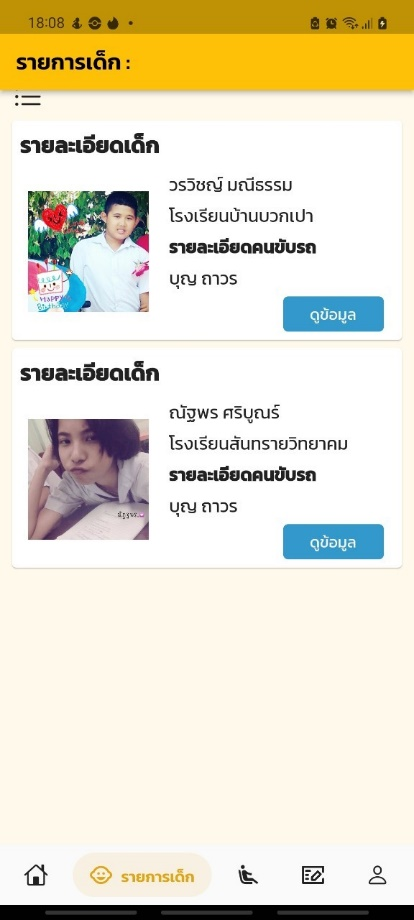 18:08
รายการเด็ก :
รายละเอียดเด็ก
วรวิชญ์ มณีธรรม
โรงเรียนบ้านบวกเปา
รายละเอียดคนขับรถ
บุญ ถาวร
HAPPY
Birthday
ดูข้อมูล
รายละเอียดเด็ก
ณัฐพร ศริบูณร์
โรงเรียนสันทรายวิทยาคม
รายละเอียดคนขับรถ
บุญ ถาวร
ดูข้อมูล
รายการเด็ก